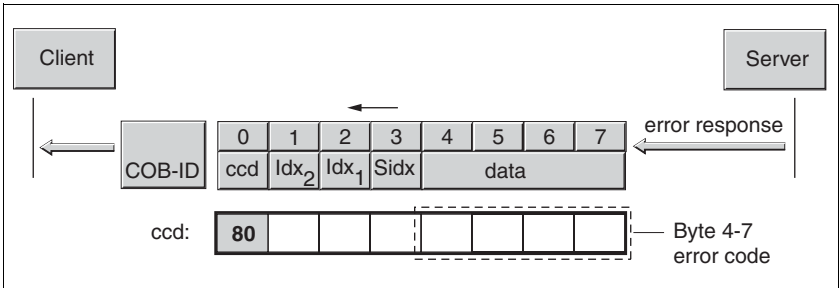 Client
Server
0 1 2 3 4 5 6 7
error response
COB-ID
ccd Idx2 Idx1 Sidx data
ccd: 80
Byte 4-7
error code